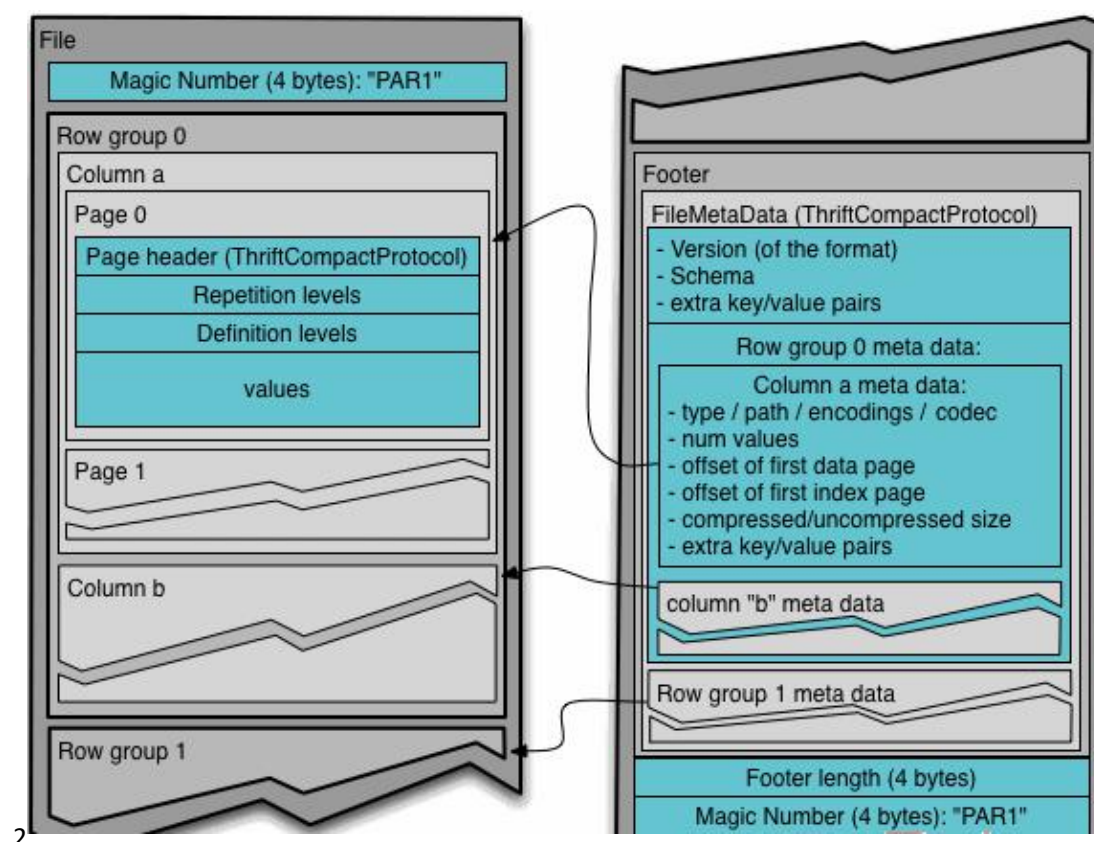 File
Magic Number (4 bytes): "PAR1"
Row group 0
Column a
Page 0
Page header (ThriftCompactProtocol)
Repetition levels
Definition levels
values
Page 1
Column b
Row group 1
Footer
FileMetaData (ThriftCompactProtocol)
- Version (of the format)
- Schema
- extra key/value pairs
Row group 0 meta data:
Column a meta data:
- type / path / encodings / codec
- num values
- offset of first data page
- offset of first index page
- compressed/uncompressed size
- extra key/value pairs
column "b" meta data
Row group 1 meta data
Footer length (4 bytes)
Magic Number (4 bytes): "PAR1"
2